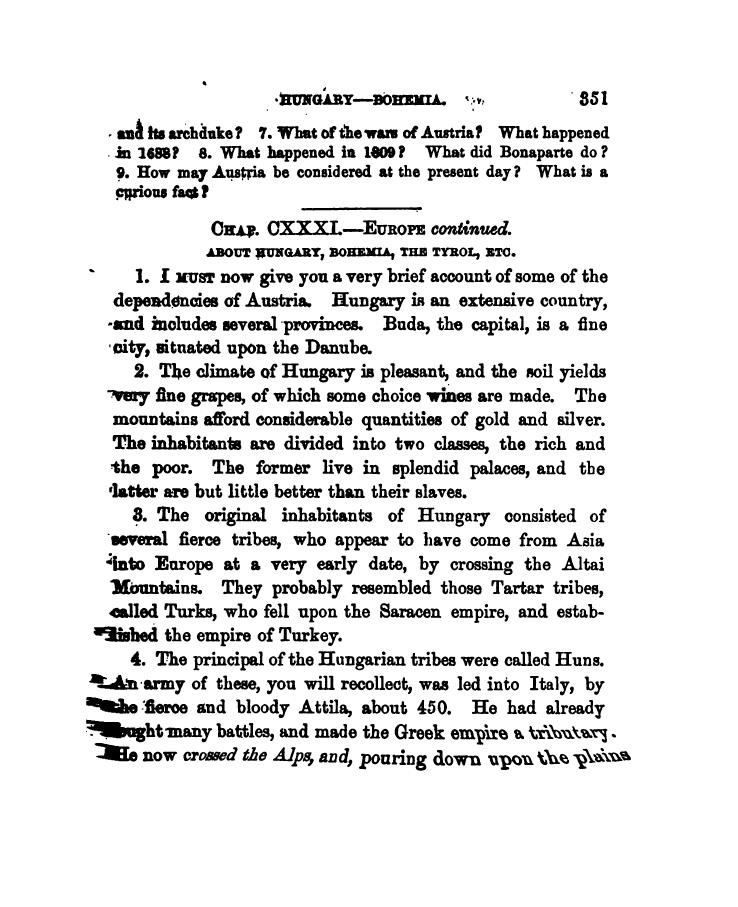 HUNGARY—BOHEMIA. 351
and its archduke? 7. What of the wars of Austria? What happened
in 1688? 8. What happened in 1809? What did Bonaparte do?
9. How may Austria be considered at the present day? What is a
curious fact?
CHAP. CXXXI.—EUROPE continued.
ABOUT HUNGARY, BOHEMIA, THE TYROL, ETC.
1. I MUST now give you a very brief account of some of the
dependencies of Austria. Hungary is an extensive country,
and includes several provinces. Buda, the capital, is a fine
city, situated upon the Danube.
2. The climate of Hungary is pleasant, and the soil yields
very fine grapes, of which some choice wines are made. The
mountains afford considerable quantities of gold and silver.
The inhabitants are divided into two classes, the rich and
the poor. The former live in splendid palaces, and the
latter are but little better than their slaves.
3. The original inhabitants of Hungary consisted of
several fierce tribes, who appear to have come from Asia
into Europe at a very early date, by crossing the Altai
Mountains. They probably resembled those Tartar tribes,
called Turks, who fell upon the Saracen empire, and estab-
lished the empire of Turkey.
4. The principal of the Hungarian tribes were called Huns.
An army of these, you will recollect, was led into Italy, by
the fierce and bloody Attila, about 450. He had already
fought many battles, and made the Greek empire a tributary.
He now crossed the Alps, and, pouring down upon the plains